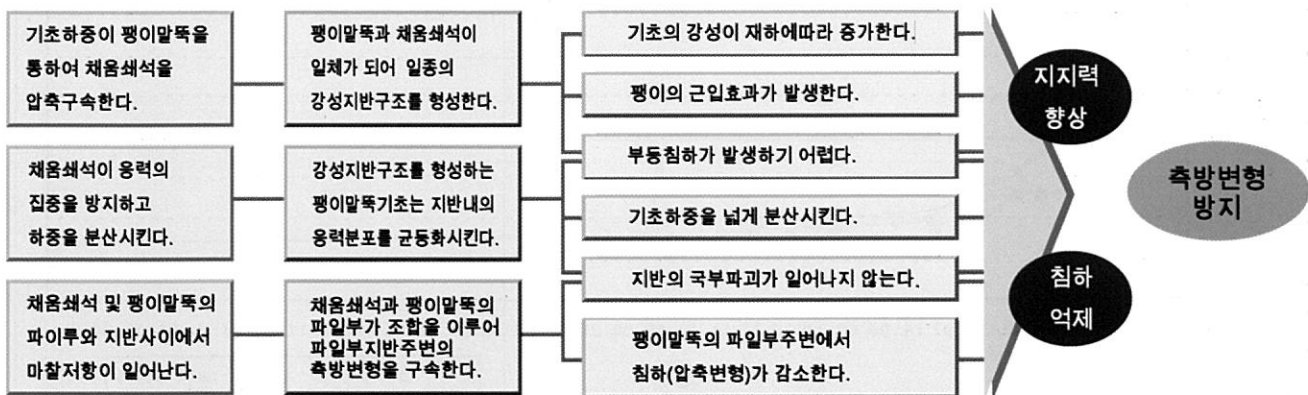 기초하중이 팽이말뚝을
통하여 채움쇄석을
압축구속한다.
팽이말뚝과 채움쇄석이
일체가 되어 일종의
강성지반구조를 형성한다.
기초의 강성이 재하에따라 증가한다.
팽이의 근입효과가 발생한다.
부등침하가 발생하기 어렵다.
채움쇄석이 응력의
집중을 방지하고
하중을 분산시킨다.
강성지반구조를 형성하는
팽이말뚝기초는 지반내의
응력분포를 균등화시킨다.
기초하중을 넓게 분산시킨다.
지반의 국부파괴가 일어나지 않는다.
채움쇄석 및 팽이말뚝의
파이루와 지반사이에서
마찰저항이 일어난다.
채움쇄석과 팽이말뚝의
파일부가 조합을 이루어
파일부지반주변의
측방변형을 구속한다.
팽이말뚝의 파일부주변에서
침하(압축변형)가 감소한다.
지지력
향상
침하
억제
측방변형
방지